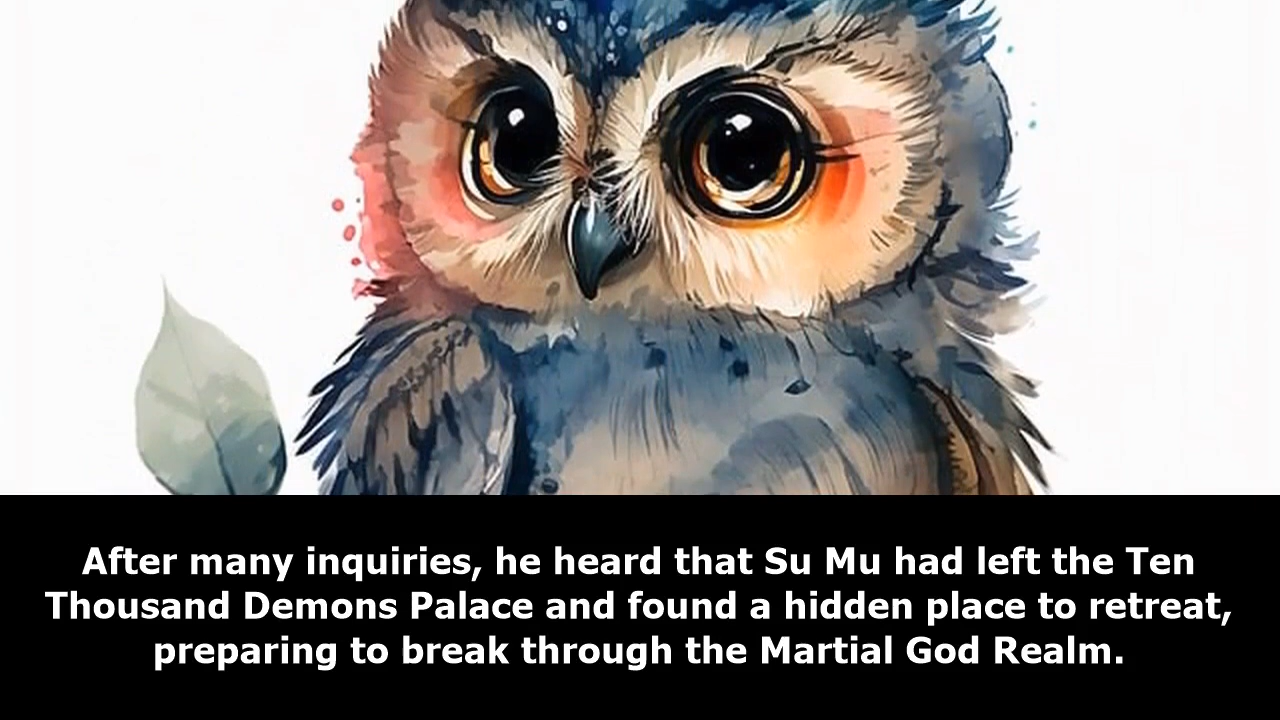 After many inquiries, he heard that Su Mu had left the Ten
Thousand Demons Palace and found a hidden place to retreat,
preparing to break through the Martial God Realm.